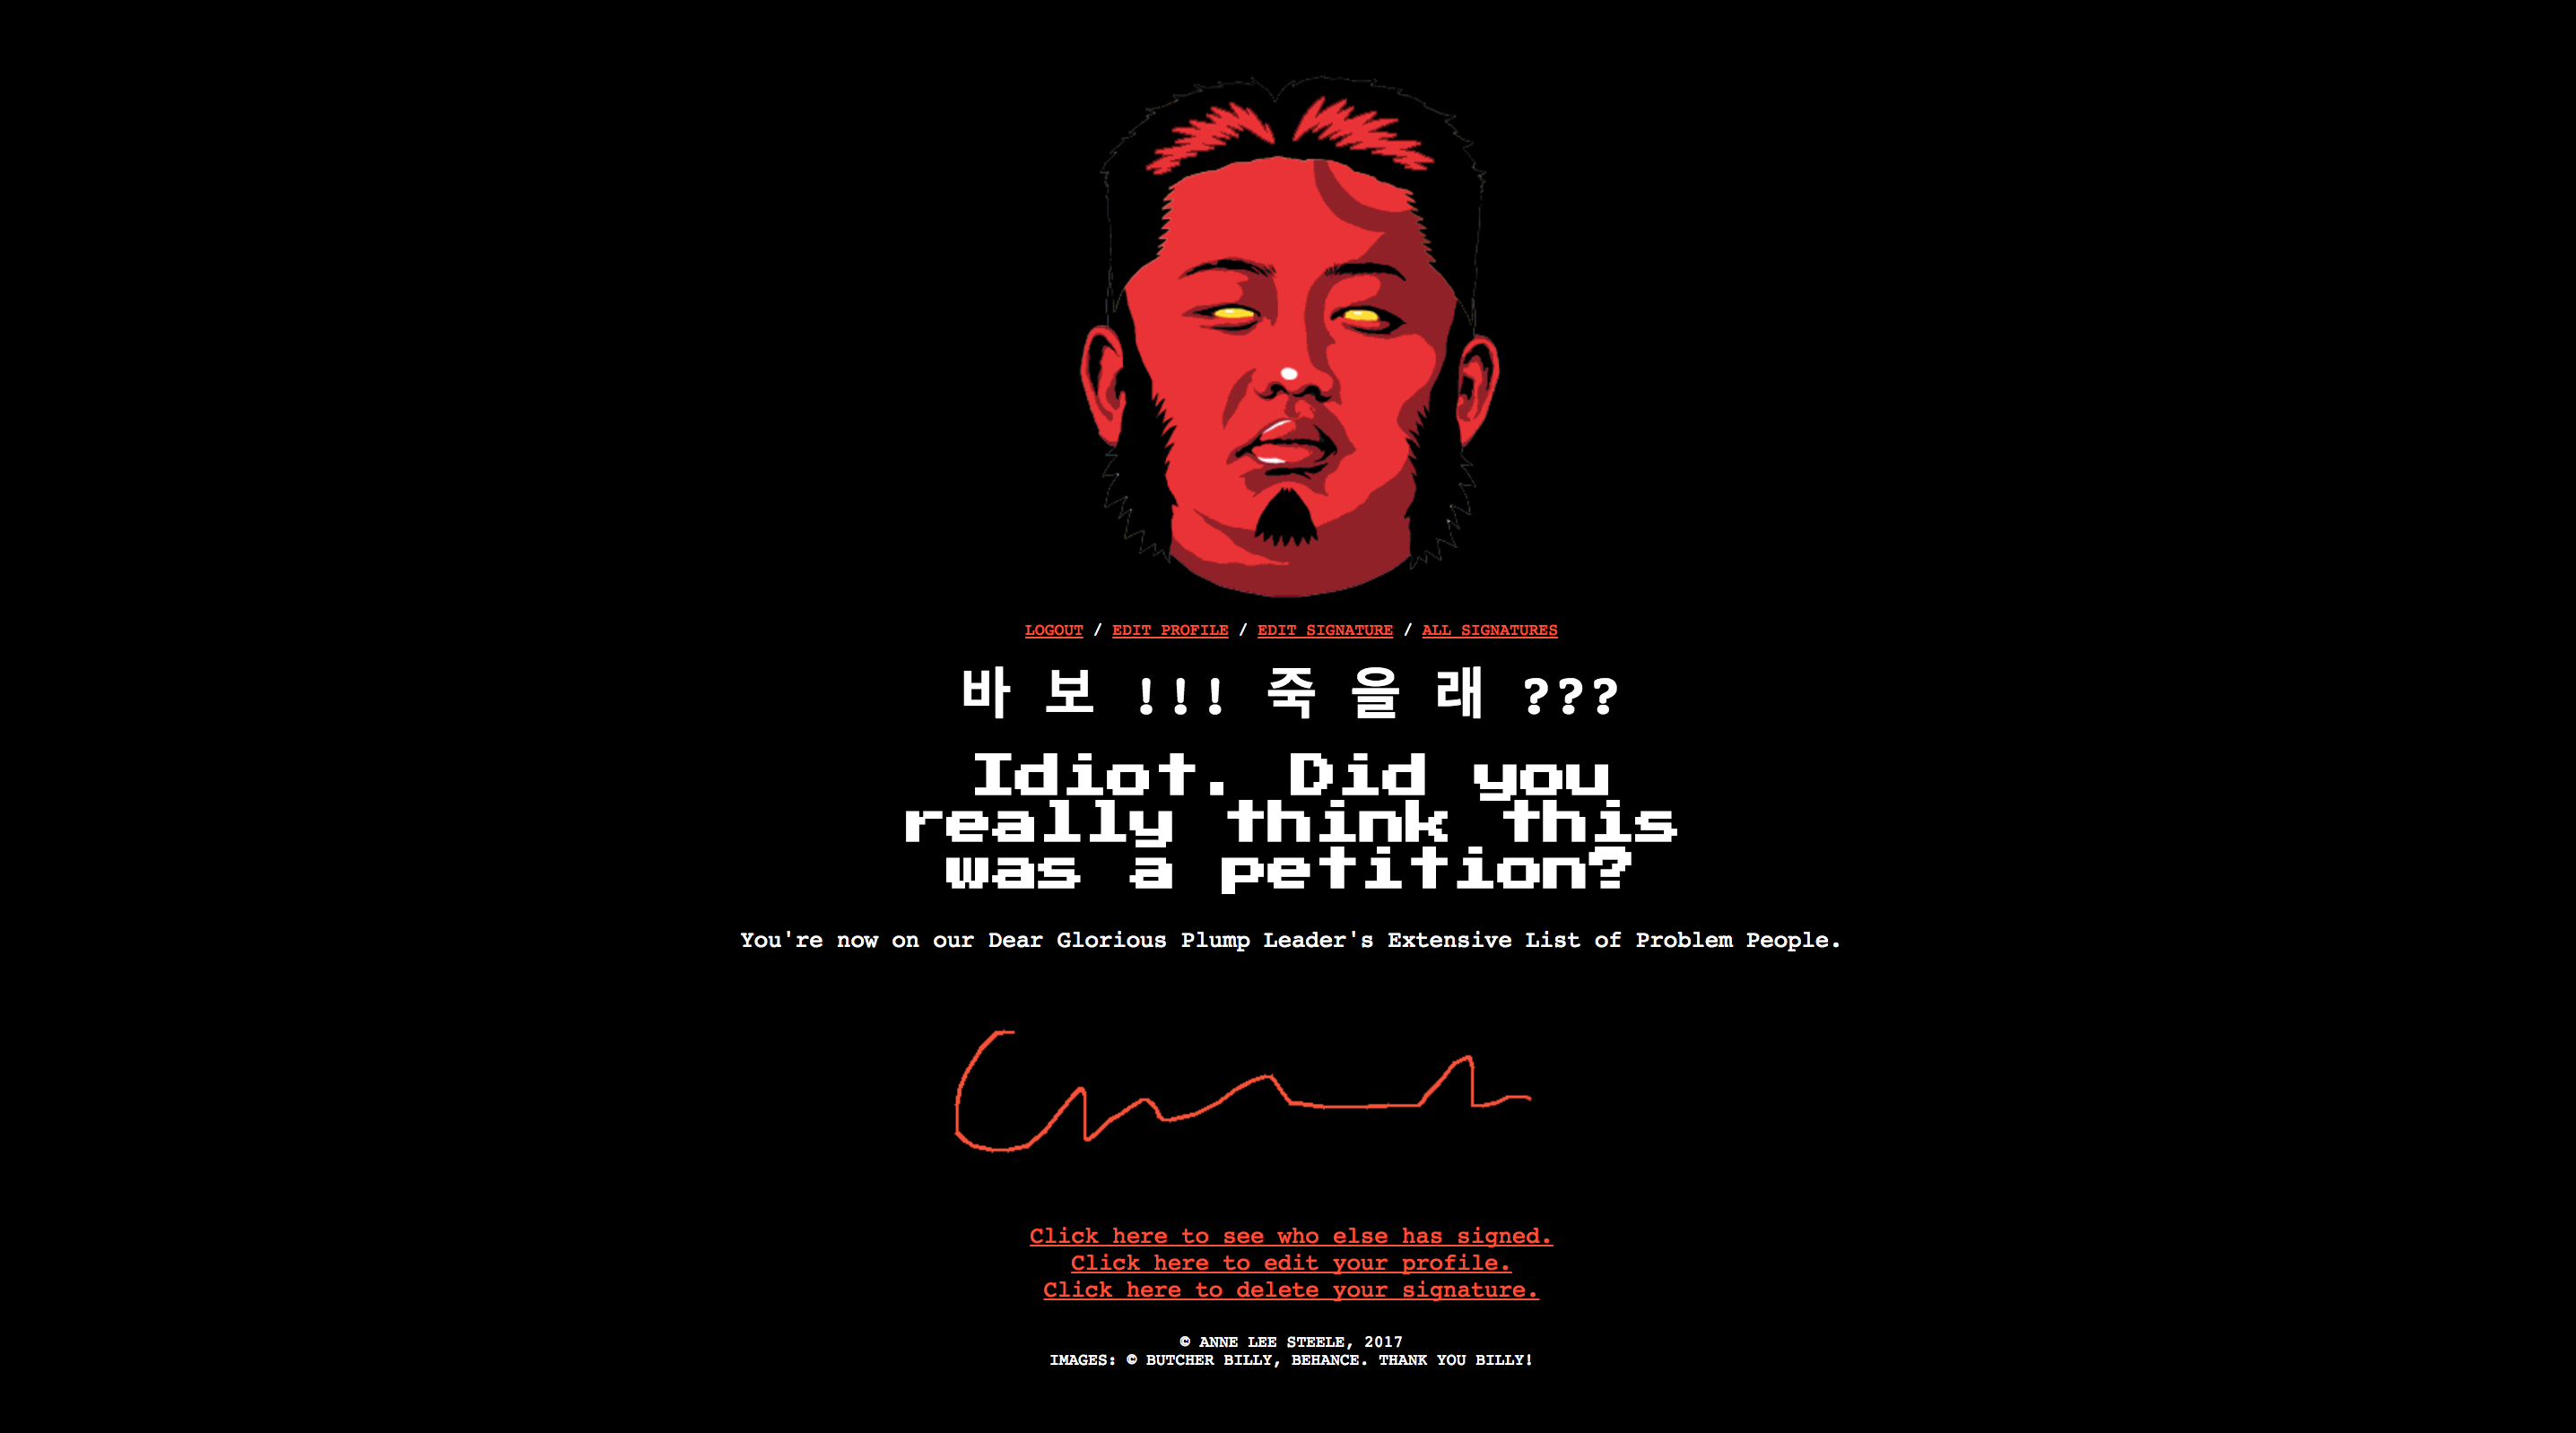 LOGOUT / EDIT PROFILE / EDIT SIGNATURE / ALL SIGNATURES
바 보 !!! 죽 을 래 ???
Idiot. Did you
really think this
was a petition?
You're now on our Dear Glorious Plump Leader's Extensive List of Problem People.
Click here to see who else has signed.
Click here to edit your profile.
Click here to delete your signature.
© ANNE LEE STEELE, 2017
IMAGES: © BUTCHER BILLY, BEHANCE. THANK YOU BILLY!